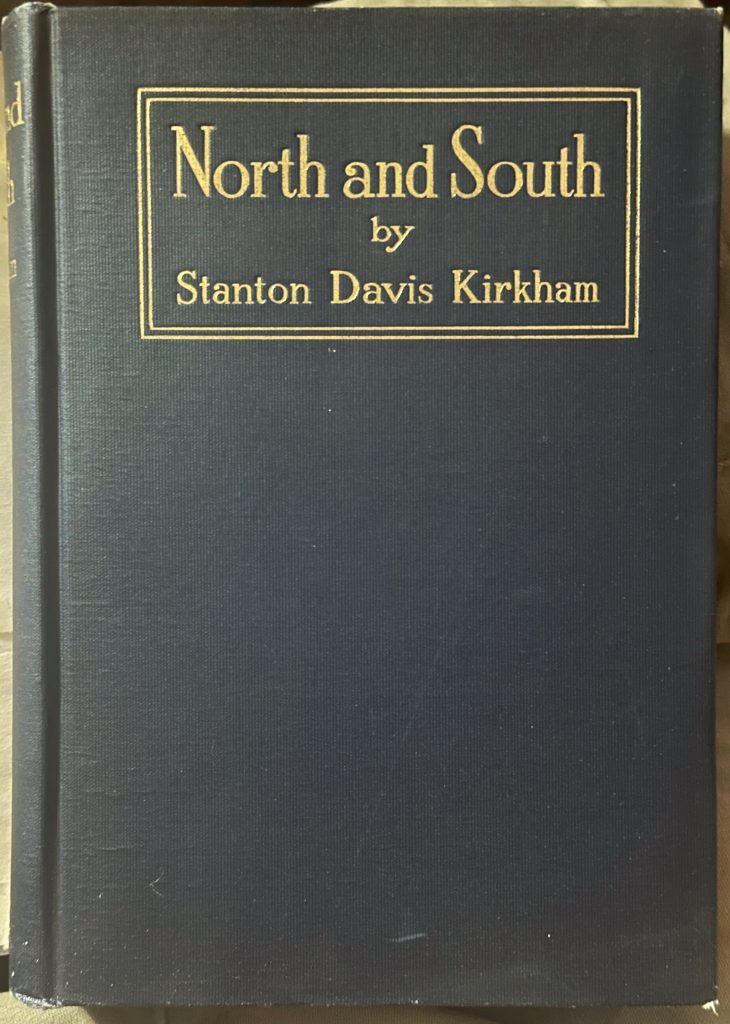 North and South
by
Stanton Davis Kirkham